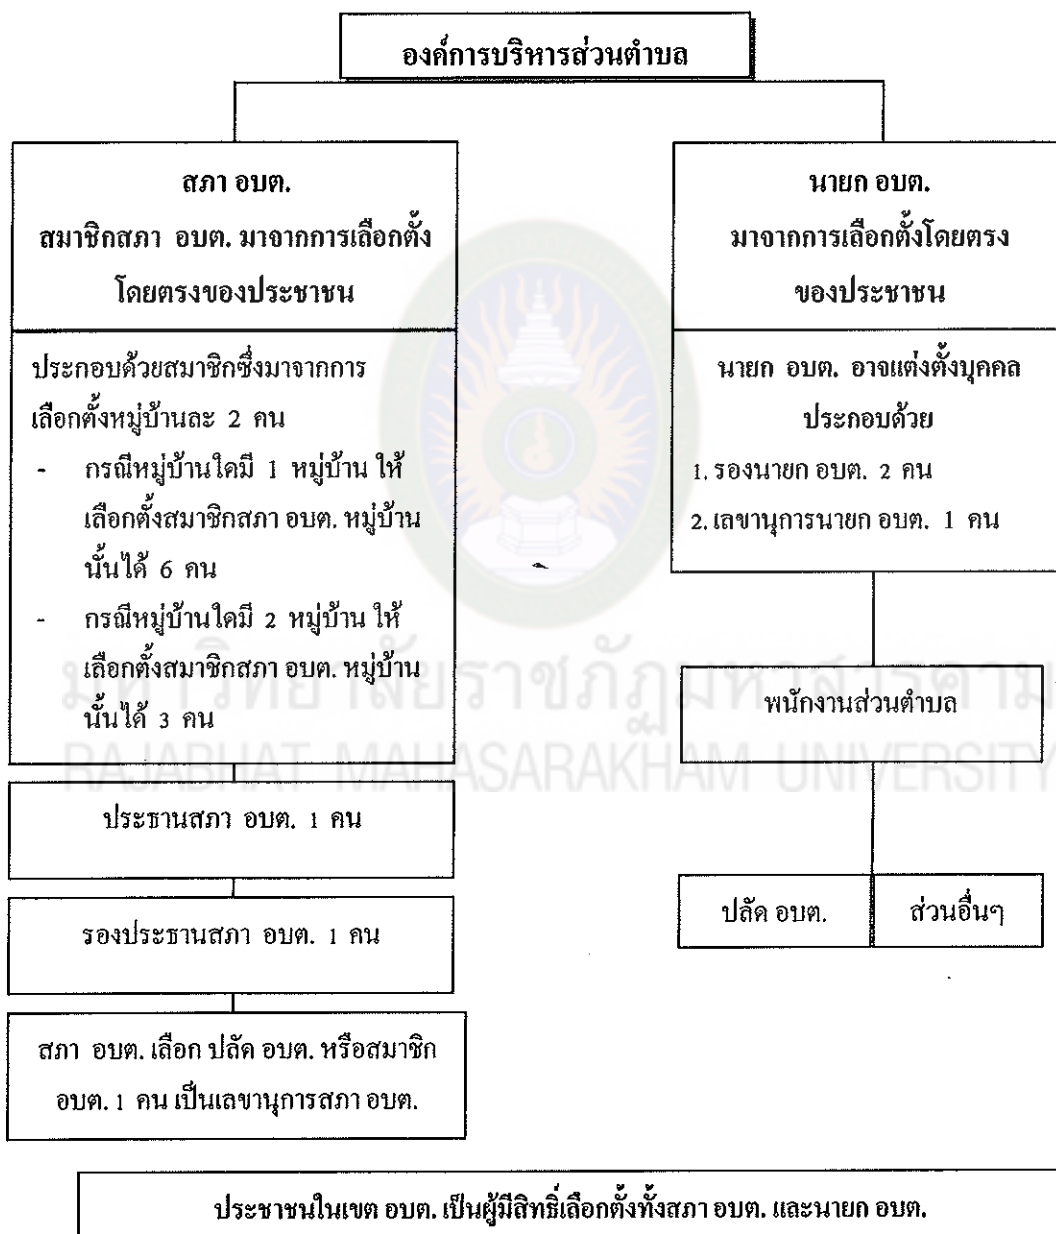 องค์การบริหารส่วนตำบล
สภา อบต.
สมาชิกสภา อบต. มาจากการเลือกตั้ง
โดยตรงของประชาชน
ประกอบด้วยสมาชิกซึ่งมาจากการ
เลือกตั้งหมู่บ้านละ 2 คน
- กรณีหมู่บ้านใดมี 1 หมู่บ้าน ให้
เลือกตั้งสมาชิกสภา อบต. หมู่บ้าน
นั้นได้ 6 คน
- กรณีหมู่บ้านใดมี 2 หมู่บ้าน ให้
เลือกตั้งสมาชิกสภา อบต. หมู่บ้าน
นั้นได้ 3 คน
ประธานสภา อบต. 1 คน
รองประธานสภา อบต. 1 คน
สภา อบต. เลือก ปลัด อบต. หรือสมาชิก
อบต. 1 คน เป็นเลขานุการสภา อบต.
นายก อบต.
มาจากการเลือกตั้งโดยตรง
ของประชาชน
นายก อบต. อาจแต่งตั้งบุคคล
ประกอบด้วย
1. รองนายก อบต. 2 คน
2. เลขานุการนายก อบต. 1 คน
พนักงานส่วนตำบล
ปลัด อบต.
ส่วนอื่นๆ
ประชาชนในเขต อบต. เป็นผู้มีสิทธิ์เลือกตั้งทั้งสภา อบต. และนายก อบต.
มหาวิทยาลัยราชภัฏมหาสารคาม
RAJABHAT MAHASARAKHAM UNIVERSITY